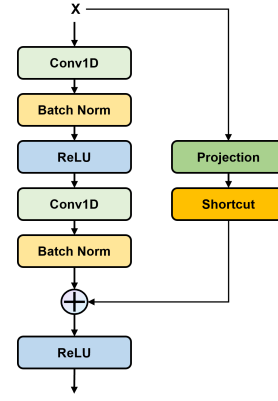 X
Conv1D
Batch Norm
ReLU
Projection
Conv1D
Shortcut
Batch Norm
ReLU